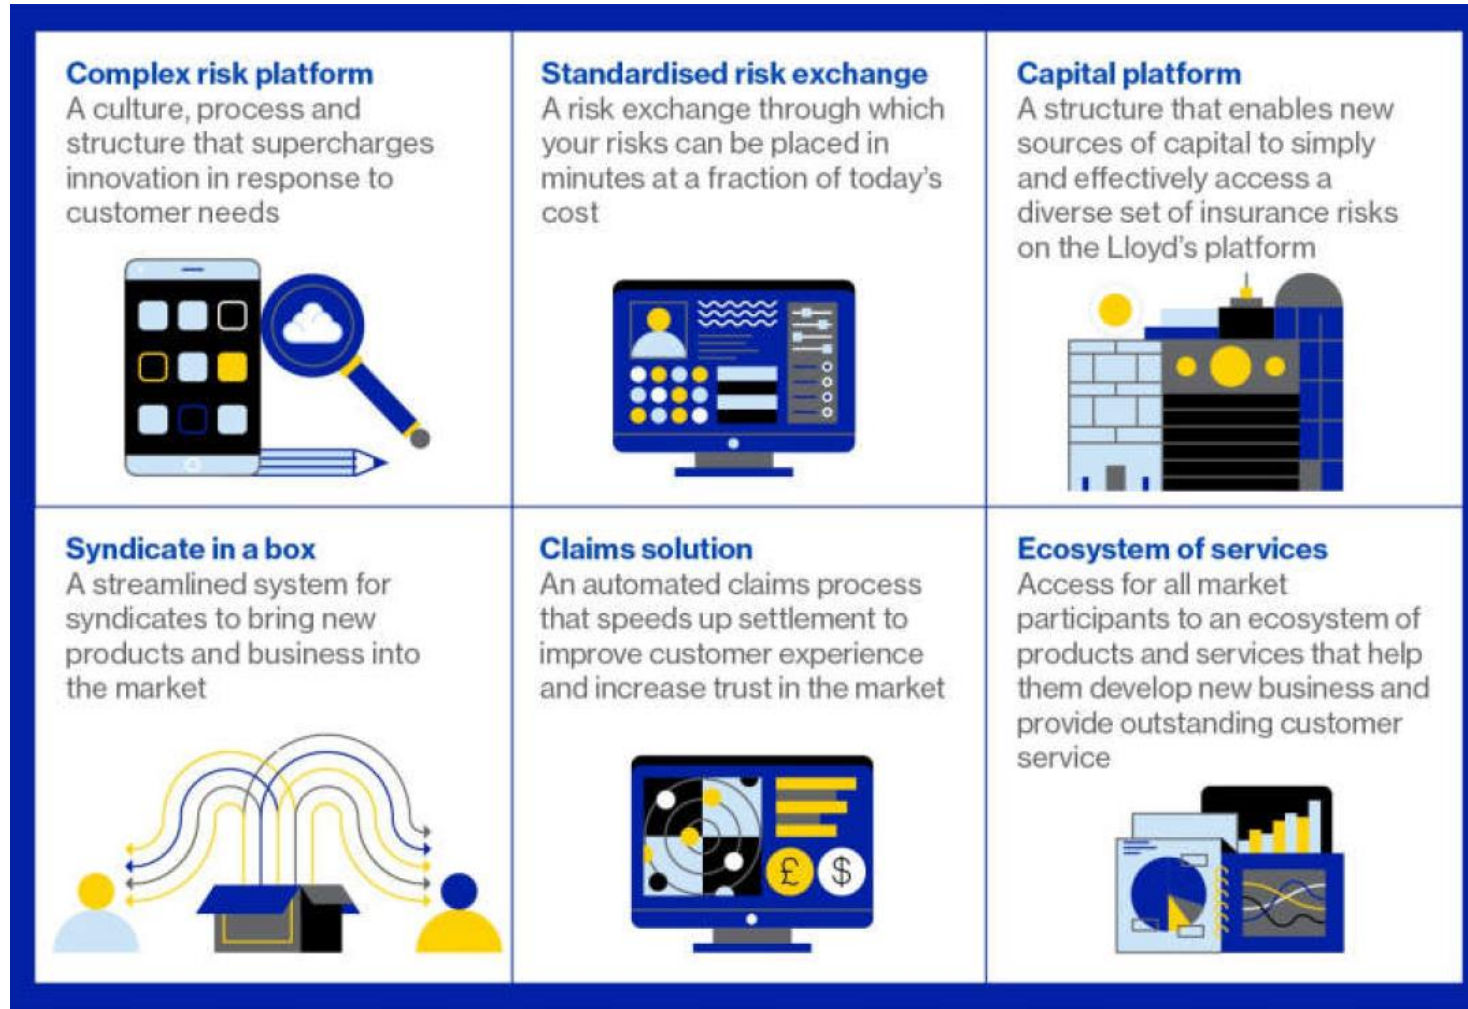 Complex risk platform
A culture, process and
structure that supercharges
innovation in response to
customer needs
Standardised risk exchange
A risk exchange through which
your risks can be placed in
minutes at a fraction of today's
cost
Capital platform
A structure that enables new
sources of capital to simply
and effectively access a
diverse set of insurance risks
on the Lloyd's platform
Syndicate in a box
A streamlined system for
syndicates to bring new
products and business into
the market
Claims solution
An automated claims process
that speeds up settlement to
improve customer experience
and increase trust in the market
£ $
Ecosystem of services
Access for all market
participants to an ecosystem of
products and services that help
them develop new business and
provide outstanding customer
service